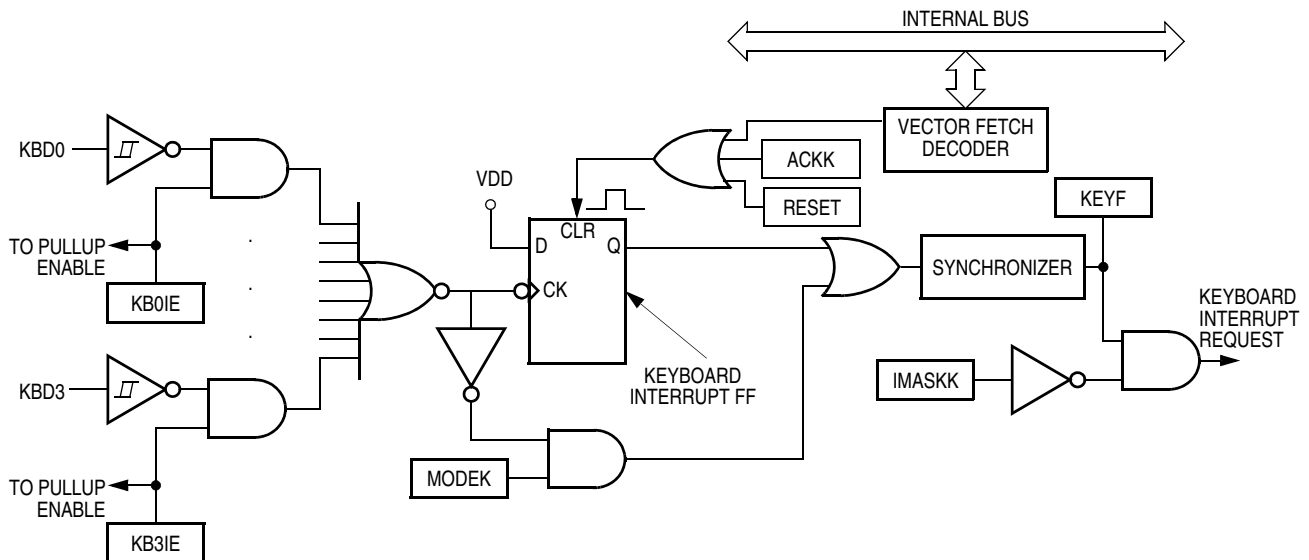 INTERNAL BUS
VECTOR FETCH
DECODER
KBD0
ACKK
VDD
RESET
KEYF
CLR
D
Q
TO PULLUP
ENABLE
SYNCHRONIZER
CK
KB0IE
KEYBOARD
INTERRUPT
REQUEST
KBD3
KEYBOARD
INTERRUPT FF
IMASKK
MODEK
TO PULLUP
ENABLE
KB3IE